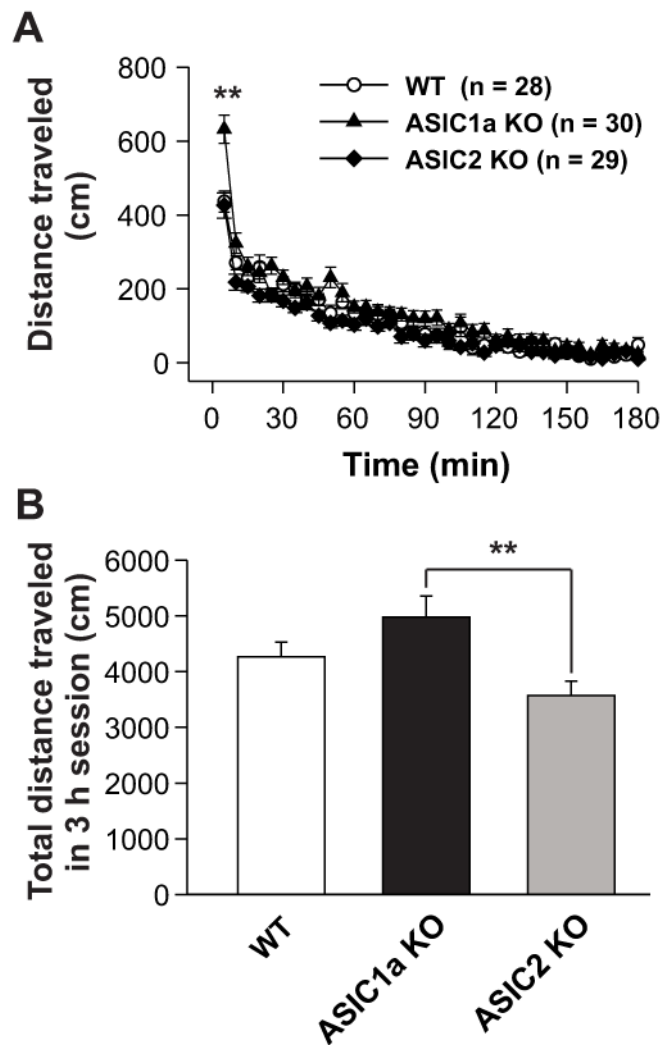 A
Distance traveled
(cm)
800
600
400
200
0
**
WT (n = 28)
ASIC1a KO (n = 30)
ASIC2 KO (n = 29)
0 30 60 90 120 150 180
Time (min)
B
Total distance traveled
in 3 h session (cm)
6000
5000
4000
3000
2000
1000
0
**
WT
ASIC1a KO
ASIC2 KO